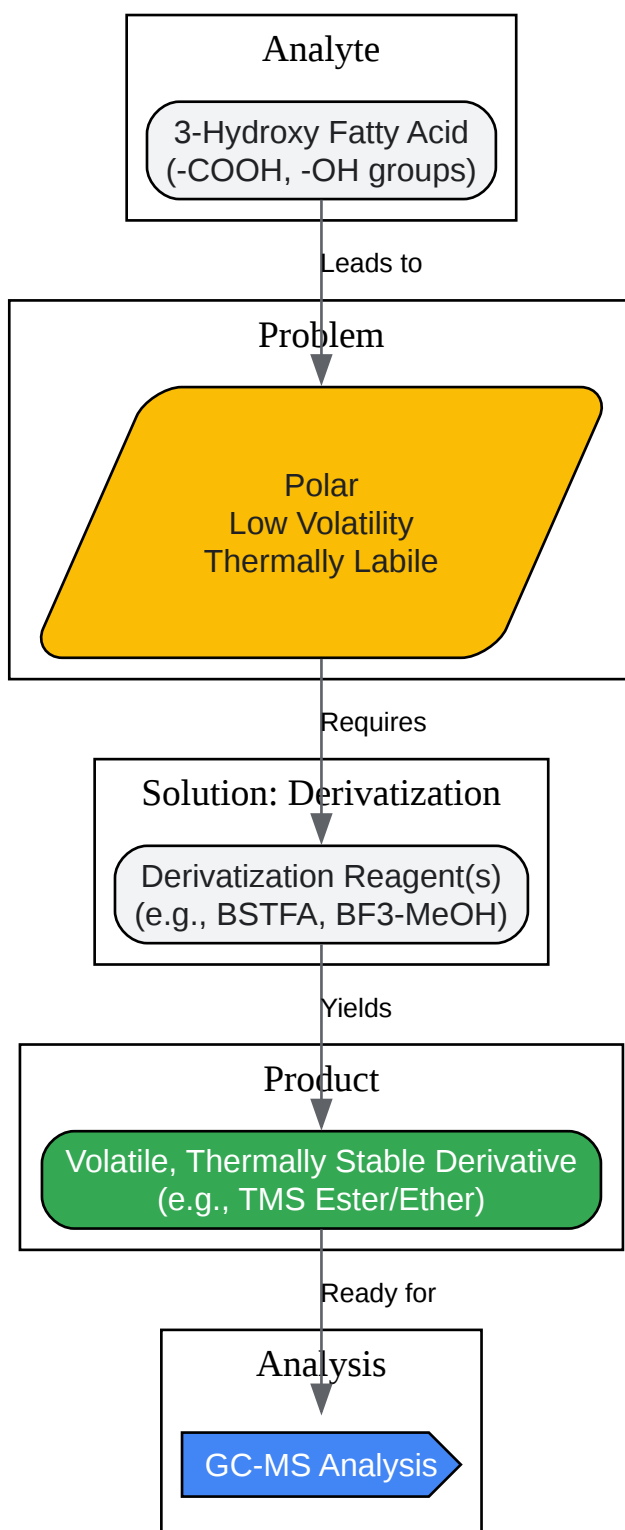 Analyte
3-Hydroxy Fatty Acid
(-COOH, -OH groups)
Leads to
Problem
Polar
Low Volatility
Thermally Labile
Requires
Solution: Derivatization
Derivatization Reagent(s)
(e.g., BSTFA, BF3-MeOH)
Yields
Product
Volatile, Thermally Stable Derivative
(e.g., TMS Ester/Ether)
Ready for
Analysis
GC-MS Analysis